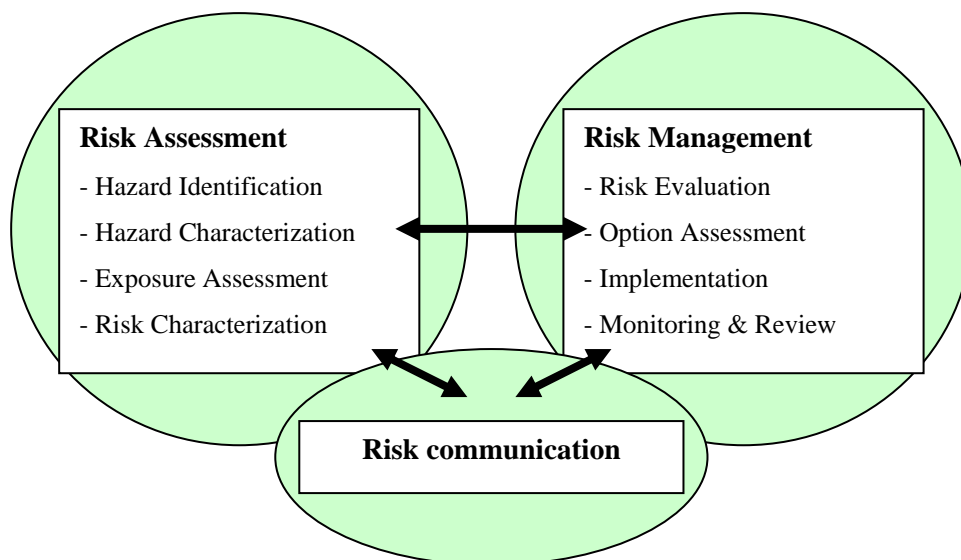 Risk Assessment
- Hazard Identification
- Hazard Characterization
- Exposure Assessment
- Risk Characterization
Risk Management
- Risk Evaluation
- Option Assessment
- Implementation
- Monitoring & Review
Risk communication